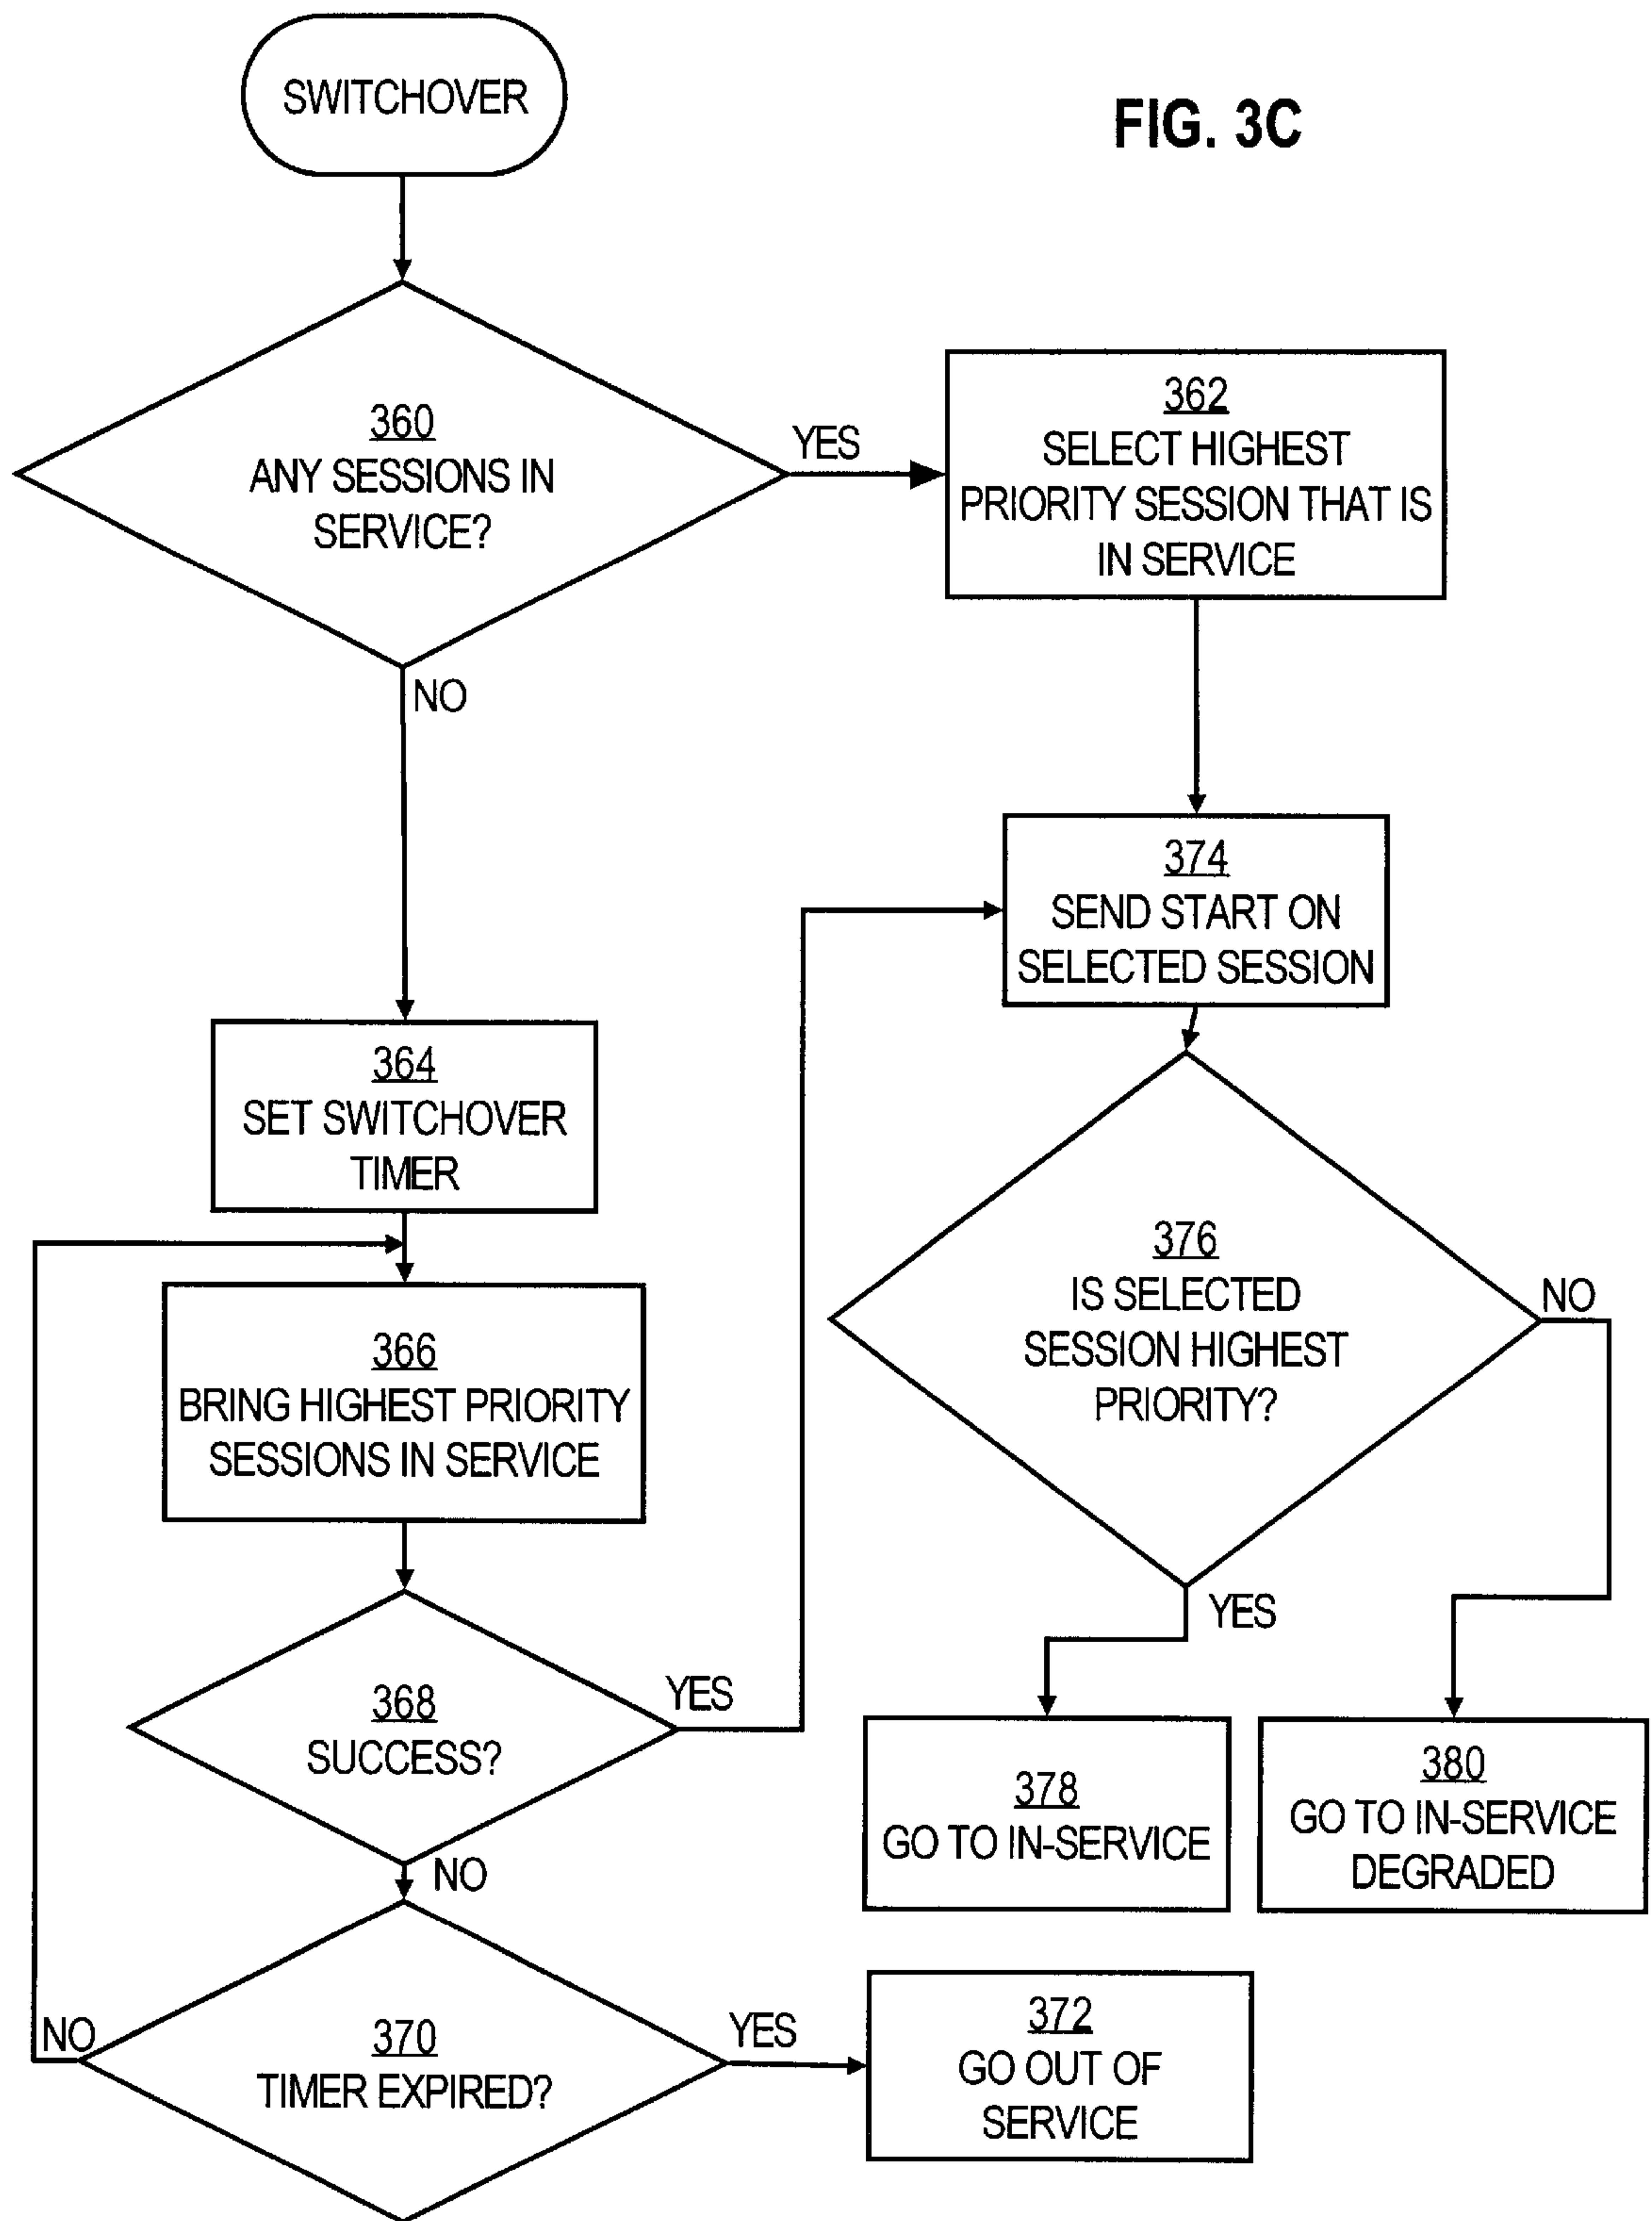 SWITCHOVER
FIG. 3C
360
ANY SESSIONS IN
SERVICE?
YES
NO
362
SELECT HIGHEST
PRIORITY SESSION THAT IS
IN SERVICE
374
SEND START ON
SELECTED SESSION
364
SET SWITCHOVER
TIMER
366
BRING HIGHEST PRIORITY
SESSIONS IN SERVICE
376
IS SELECTED
SESSION HIGHEST
PRIORITY?
NO
YES
368
SUCCESS?
YES
NO
378
GO TO IN-SERVICE
380
GO TO IN-SERVICE
DEGRADED
370
TIMER EXPIRED?
NO
YES
372
GO OUT OF
SERVICE